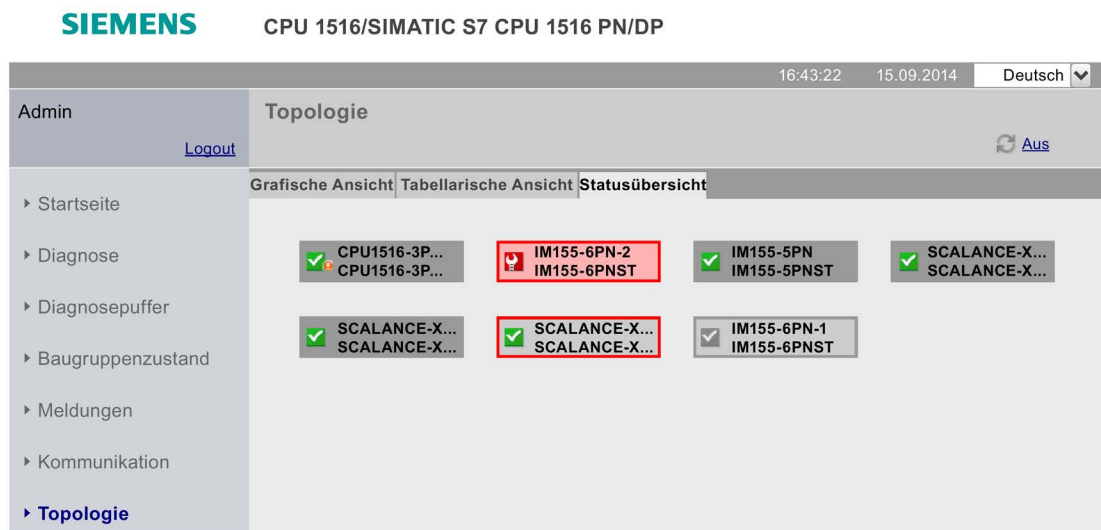 SIEMENS CPU 1516/SIMATIC S7 CPU 1516 PN/DP
16:43:22 15.09.2014 Deutsch
Admin
Logout
Topologie
Aus
Grafische Ansicht Tabellarische Ansicht Statusübersicht
Startseite
Diagnose
Diagnosepuffer
Baugruppenzustand
Meldungen
Kommunikation
Topologie
CPU1516-3P...
CPU1516-3P...
IM155-6PN-2
IM155-6PNST
IM155-5PN
IM155-5PNST
SCALANCE-X...
SCALANCE-X...
SCALANCE-X...
SCALANCE-X...
SCALANCE-X...
SCALANCE-X...
IM155-6PN-1
IM155-6PNST